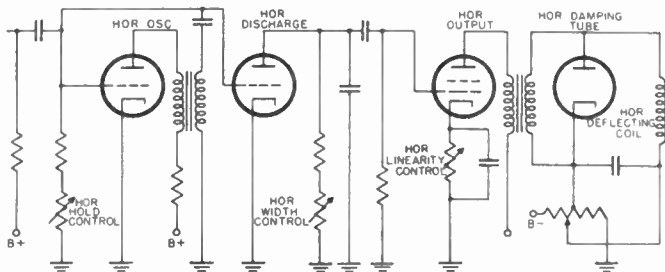 HOR OSC
HOR DISCHARGE
HOR
OUTPUT
HOR DAMPING
TUBE
HOR
DEFLECTING
COIL
HOR
LINEARITY
CONTROL
HOR
HOLD
CONTROL
HOR
WIDTH
CONTROL
B-
B+
B+